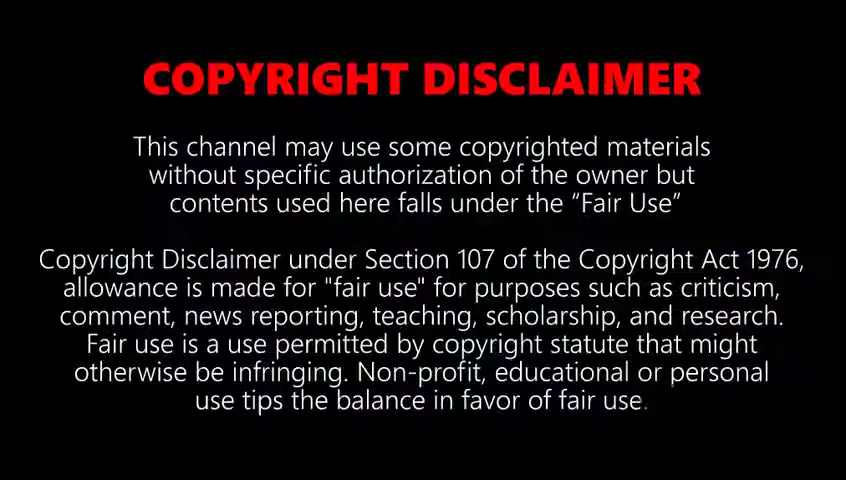 COPYRIGHT DISCLAIMER
This channel may use some copyrighted materials
without specific authorization of the owner but
contents used here falls under the “Fair Use”
Copyright Disclaimer under Section 107 of the Copyright Act 1976,
allowance is made for "fair use" for purposes such as criticism,
comment, news reporting, teaching, scholarship, and research.
Fair use is a use permitted by copyright statute that might
otherwise be infringing. Non-profit, educational or personal
use tips the balance in favor of fair use.